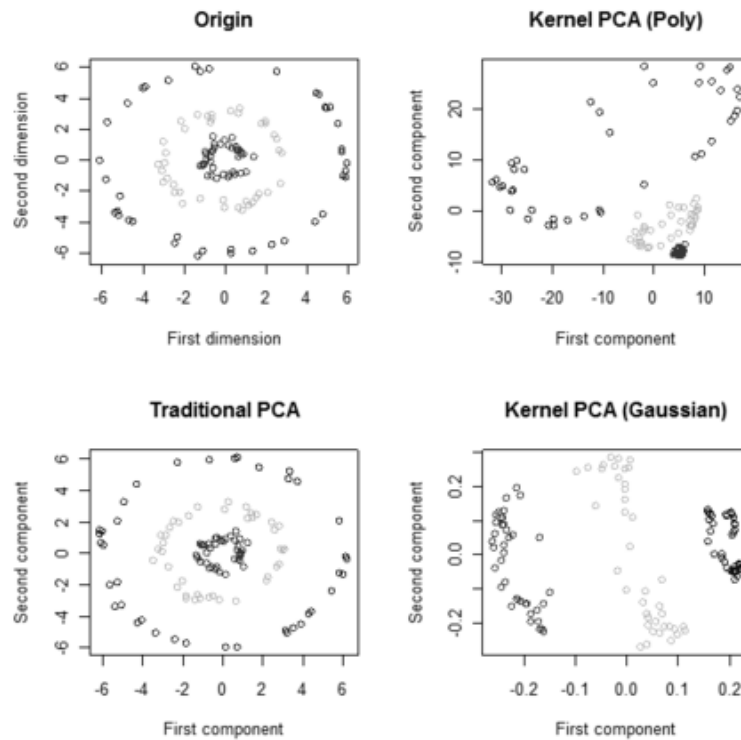 Origin
Kernel PCA (Poly)
Second dimension
6
4
2
0
-2
-4
-6
-6 -4 -2 0 2 4 6
First dimension
Second component
20
10
0
-10
-30 -20 -10 0 10
First component
Traditional PCA
Kernel PCA (Gaussian)
Second component
6
4
2
0
-2
-4
-6
-6 -4 -2 0 2 4 6
First component
Second component
0.2
0.0
-0.2
-0.2 -0.1 0.0 0.1 0.2
First component